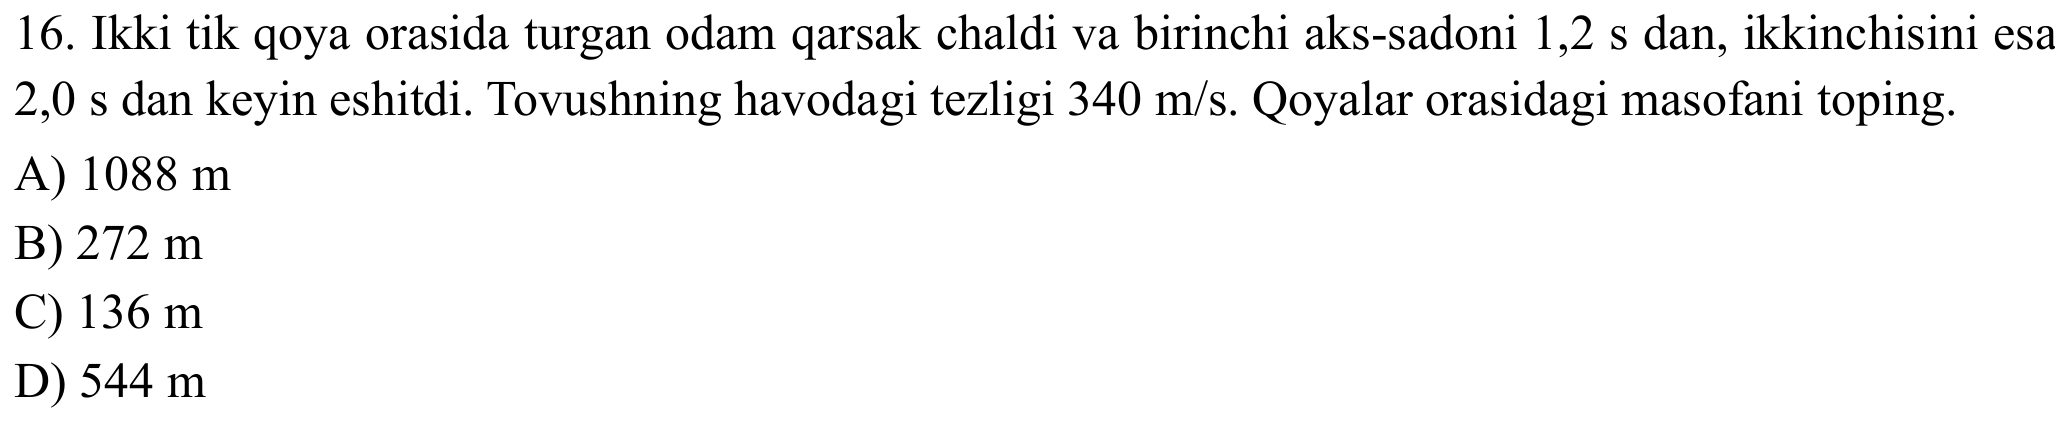 16. Ikki tik qoya orasida turgan odam qarsak chaldi va birinchi aks-sadoni 1,2 s dan, ikkinchisini esa
2,0 s dan keyin eshitdi. Tovushning havodagi tezligi 340 m/s. Qoyalar orasidagi masofani toping.
A) 1088 m
B) 272 m
C) 136 m
D) 544 m